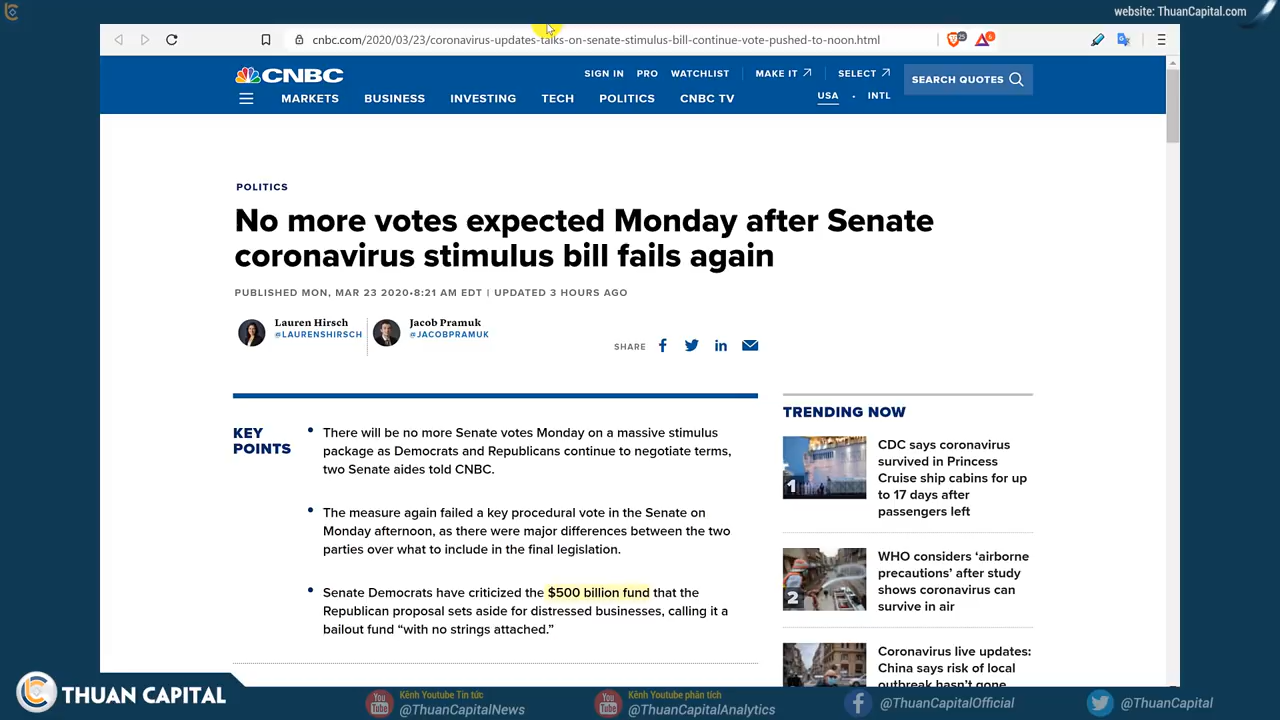 website: ThuanCapital.com
cnbc.com/2020/03/23/coronavirus-updates-talks-on-senate-stimulus-bill-continue-vote-pushed-to-noon.html
25
6
CNBC
SIGN IN PRO WATCHLIST MAKE IT SELECT
SEARCH QUOTES
MARKETS BUSINESS INVESTING TECH POLITICS CNBC TV
USA · INTL
POLITICS
No more votes expected Monday after Senate
coronavirus stimulus bill fails again
PUBLISHED MON, MAR 23 2020•8:21 AM EDT | UPDATED 3 HOURS AGO
Lauren Hirsch
@LAURENSHIRSCH
Jacob Pramuk
@JACOBPRAMUK
SHARE
KEY
POINTS
There will be no more Senate votes Monday on a massive stimulus
package as Democrats and Republicans continue to negotiate terms,
two Senate aides told CNBC.
The measure again failed a key procedural vote in the Senate on
Monday afternoon, as there were major differences between the two
parties over what to include in the final legislation.
Senate Democrats have criticized the $500 billion fund that the
Republican proposal sets aside for distressed businesses, calling it a
bailout fund “with no strings attached.”
TRENDING NOW
1
CDC says coronavirus
survived in Princess
Cruise ship cabins for up
to 17 days after
passengers left
2
WHO considers ‘airborne
precautions’ after study
shows coronavirus can
survive in air
Coronavirus live updates:
China says risk of local
outbreak hasn’t gone
THUAN CAPITAL
You
Tube
Kênh Youtube Tin tức
@ThuanCapitalNews
You
Tube
Kênh Youtube phân tích
@ThuanCapitalAnalytics
@ThuanCapitalOfficial
@ThuanCapital